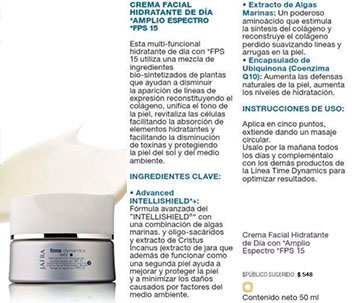 CREMA FACIAL
HIDRATANTE DE DÍA
*AMPLIO ESPECTRO
*FPS 15
Esta multi-funcional
hidratante de día con *FPS
15 utiliza una mezcla de
ingredientes
bio-sintetizados de plantas
que ayudan a disminuir
la aparición de líneas de
expresión reconstituyendo el
colágeno, unifica el tono de
la piel, revitaliza las células
facilitando la absorción de
elementos hidratantes y
facilitando la disminución
de toxinas y protegiendo
la piel del sol y del medio
ambiente.
INGREDIENTES CLAVE:
• Advanced
INTELLISHIELD®+:
Fórmula avanzada del
"INTELLISHIELD®" con
una combinación de algas
marinas, y oligo-sacáridos
y extracto de Cristus
Incanus (extracto de jara que
además de funcionar como
una segunda piel ayuda a
mejorar y proteger la piel
y a minimizar los daños
causados por factores del
medio ambiente.
• Extracto de Algas
Marinas: Un poderoso
aminoácido que estimula
la síntesis del colágeno y
reconstruye el colágeno
perdido suavizando líneas y
arrugas en la piel.
• Encapsulado de
Ubiquinona (Coenzima
Q10): Aumenta las defensas
naturales de la piel, aumenta
los niveles de hidratación.
INSTRUCCIONES DE USO:
Aplica en cinco puntos,
extiende dando un masaje
circular.
Usalo por la mañana todos
los días y compleméntalo
con los demás productos de
la Línea Time Dynamics para
optimizar resultados.
Crema Facial Hidratante
de Día con *Amplio
Espectro *FPS 15
$PÚBLICO SUGERIDO: $ 548
Contenido neto 50 ml
JAFRA
time dynamics